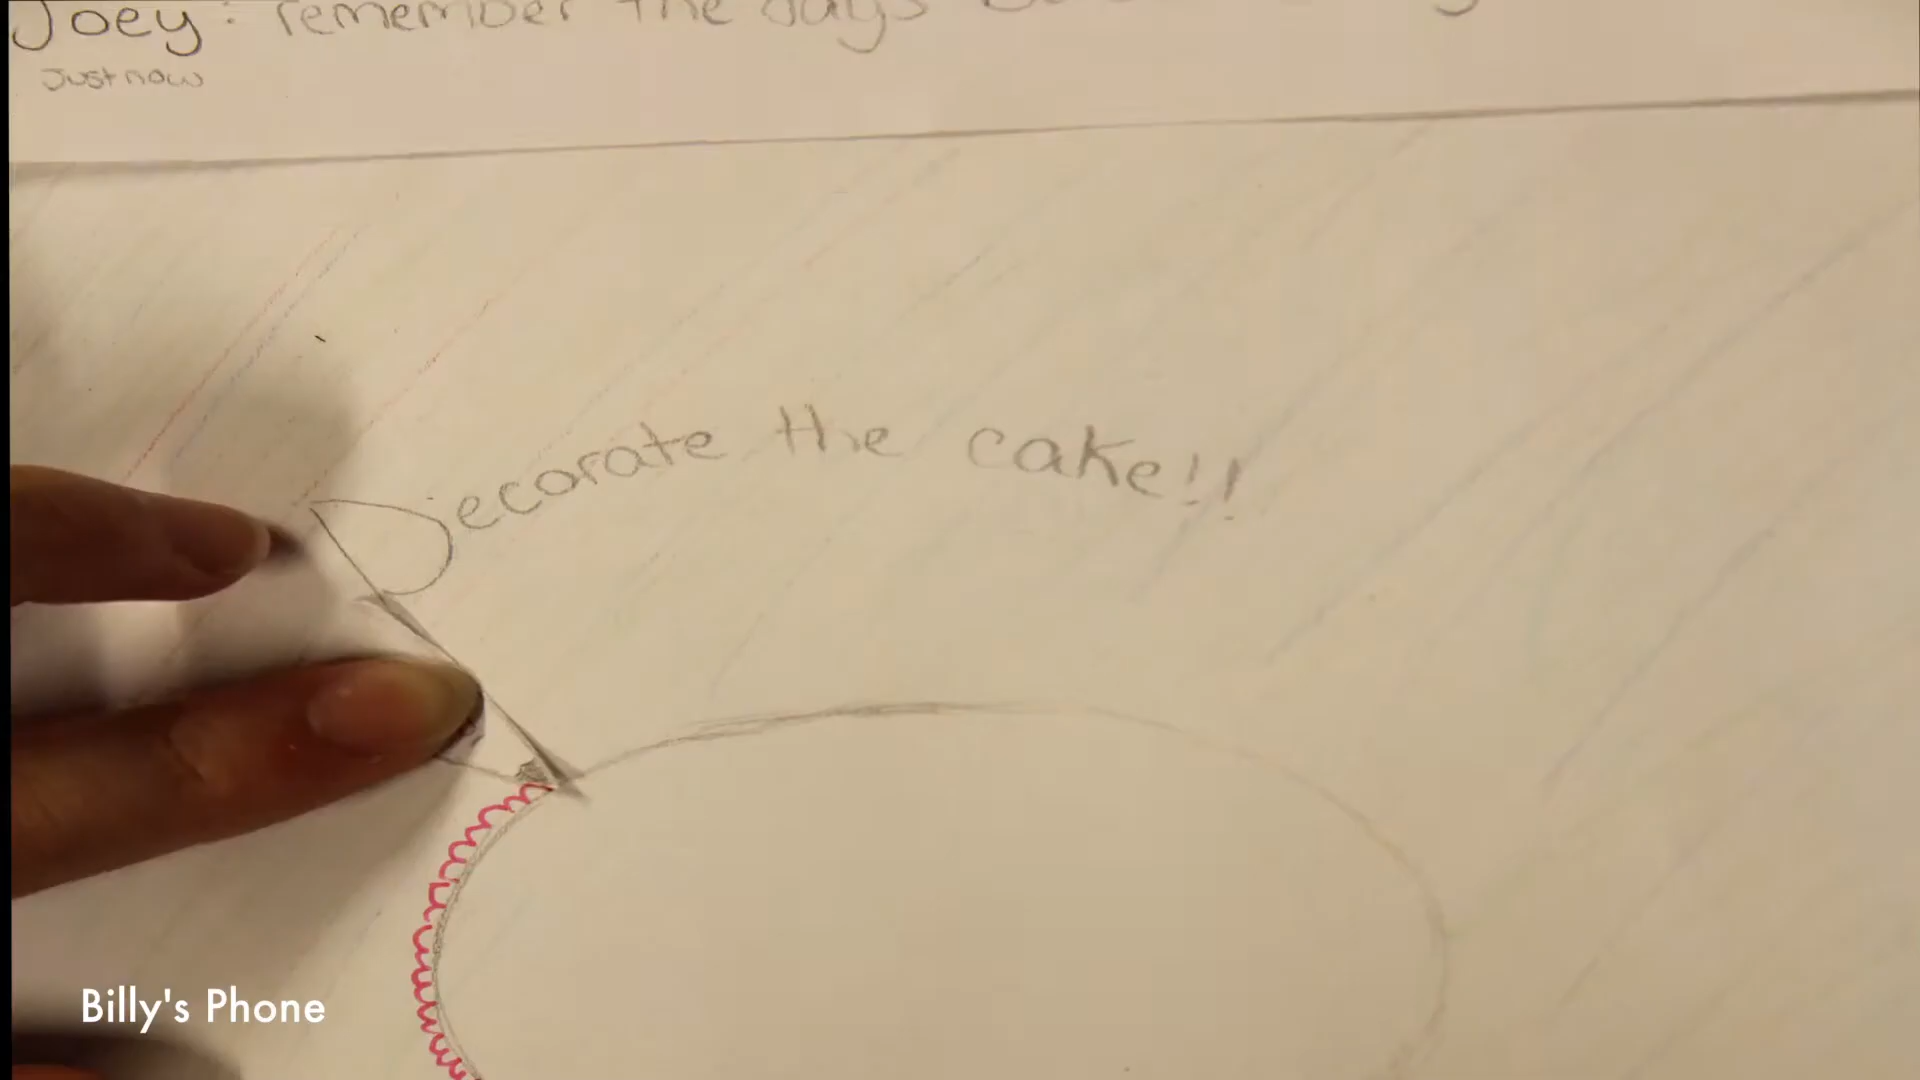 Joey: remember the days
Just now
Decorate the cake!!
Billy's Phone